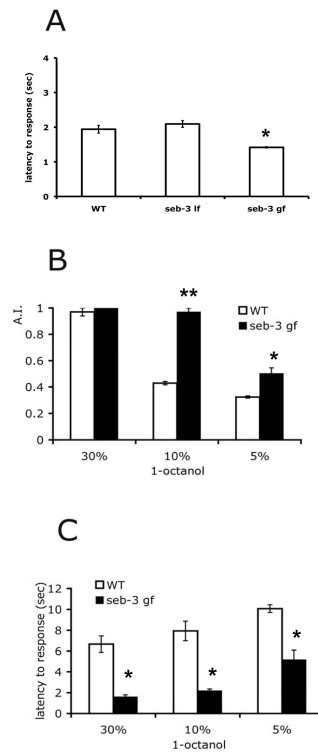 A
latency to response (sec)
4
3
2
1
0
*
WT
seb-3 lf
seb-3 gf
B
A.I.
1
0.8
0.6
0.4
0.2
0
WT
seb-3 gf
**
*
30%
10%
5%
1-octanol
C
latency to response (sec)
12
10
8
6
4
2
0
WT
seb-3 gf
*
*
*
30%
10%
5%
1-octanol